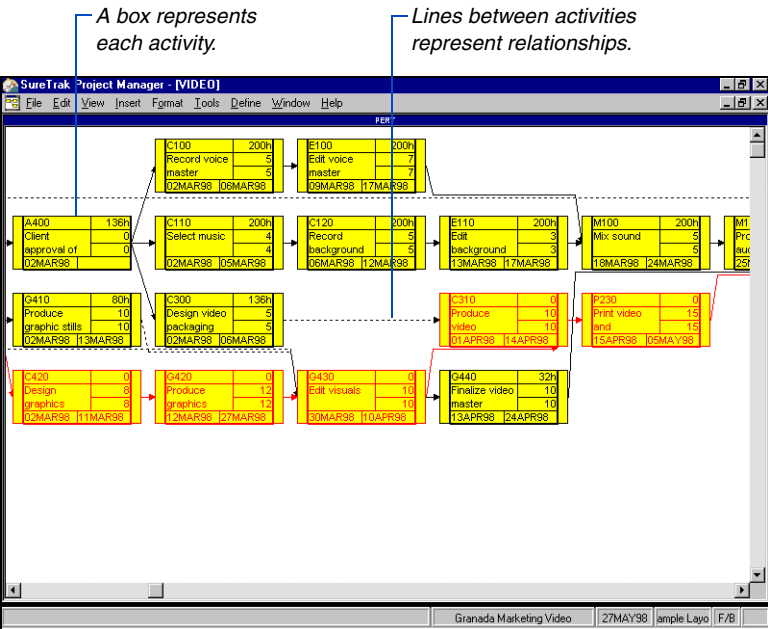 A box represents
each activity.
Lines between activities
represent relationships.
SureTrak Project Manager - [VIDEO]
File Edit View Insert Format Tools Define Window Help
PERT
C100 200h
Record voice 5
master 5
02MAR98 06MAR98
E100 200h
Edit voice 7
master 7
09MAR98 17MAR98
A400 136h
Client 0
approval of 0
02MAR98
C110 200h
Select music 4
4
02MAR98 05MAR98
C120 200h
Record 5
background 5
06MAR98 12MAR98
E110 200h
Edit 3
background 3
13MAR98 17MAR98
M100 200h
Mix sound 5
5
18MAR98 24MAR98
M1
Pro
au
25
G410 80h
Produce 10
graphic stills 10
02MAR98 13MAR98
C300 136h
Design video 5
packaging 5
02MAR98 06MAR98
C310 0
Produce 10
video 10
01APR98 14APR98
P230 0
Print video 15
and 15
15APR98 05MAY98
C420 0
Design 8
graphics 8
02MAR98 11MAR98
G420 0
Produce 12
graphics 12
12MAR98 27MAR98
G430 0
Edit visuals 10
10
30MAR98 10APR98
G440 32h
Finalize video 10
master 10
13APR98 24APR98
Granada Marketing Video 27MAY98 ample Layo F/B